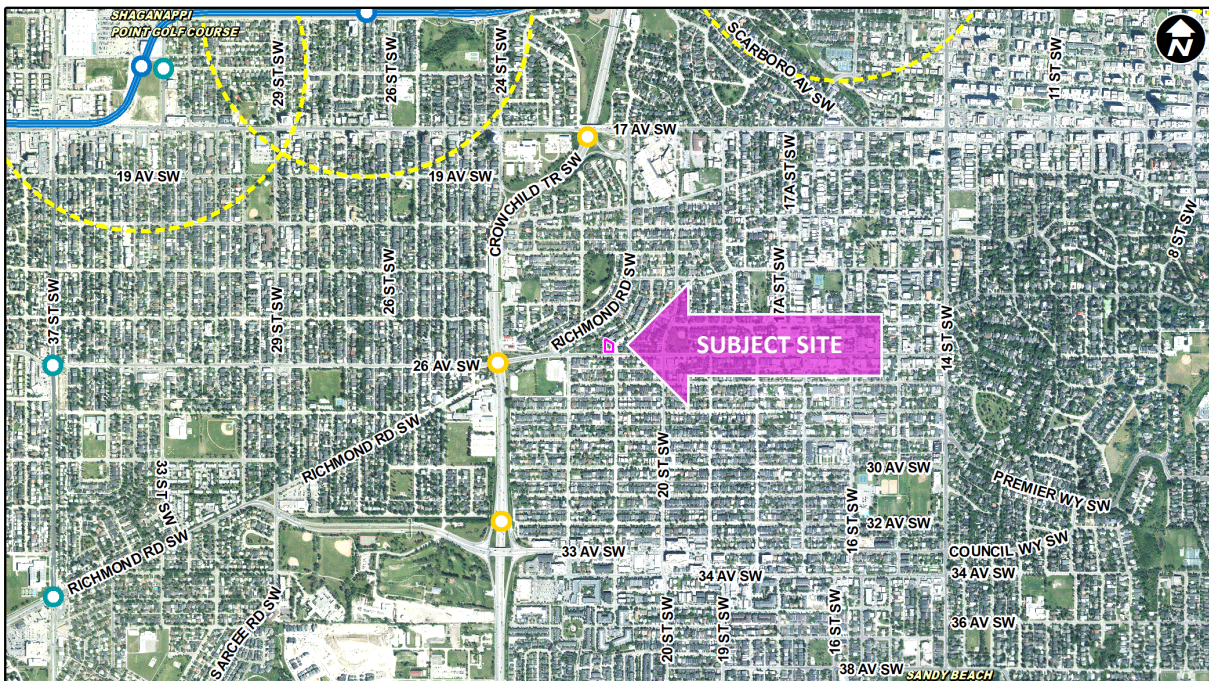 SHAGANAPPI
POINT GOLF COURSE
29 ST SW
26 ST SW
24 ST SW
SCARBORO AV SW
11 ST SW
N
17 AV SW
19 AV SW
19 AV SW
CROWCHILD TR SW
17A ST SW
8 ST SW
37 ST SW
29 ST SW
26 ST SW
RICHMOND RD SW
17A ST SW
14 ST SW
SUBJECT SITE
26 AV SW
RICHMOND RD SW
33 ST SW
20 ST SW
30 AV SW
PREMIER WY SW
16 ST SW
32 AV SW
RICHMOND RD SW
33 AV SW
COUNCIL WY SW
34 AV SW
34 AV SW
SARCEE RD SW
20 ST SW
19 ST SW
16 ST SW
36 AV SW
38 AV SW
SANDY BEACH